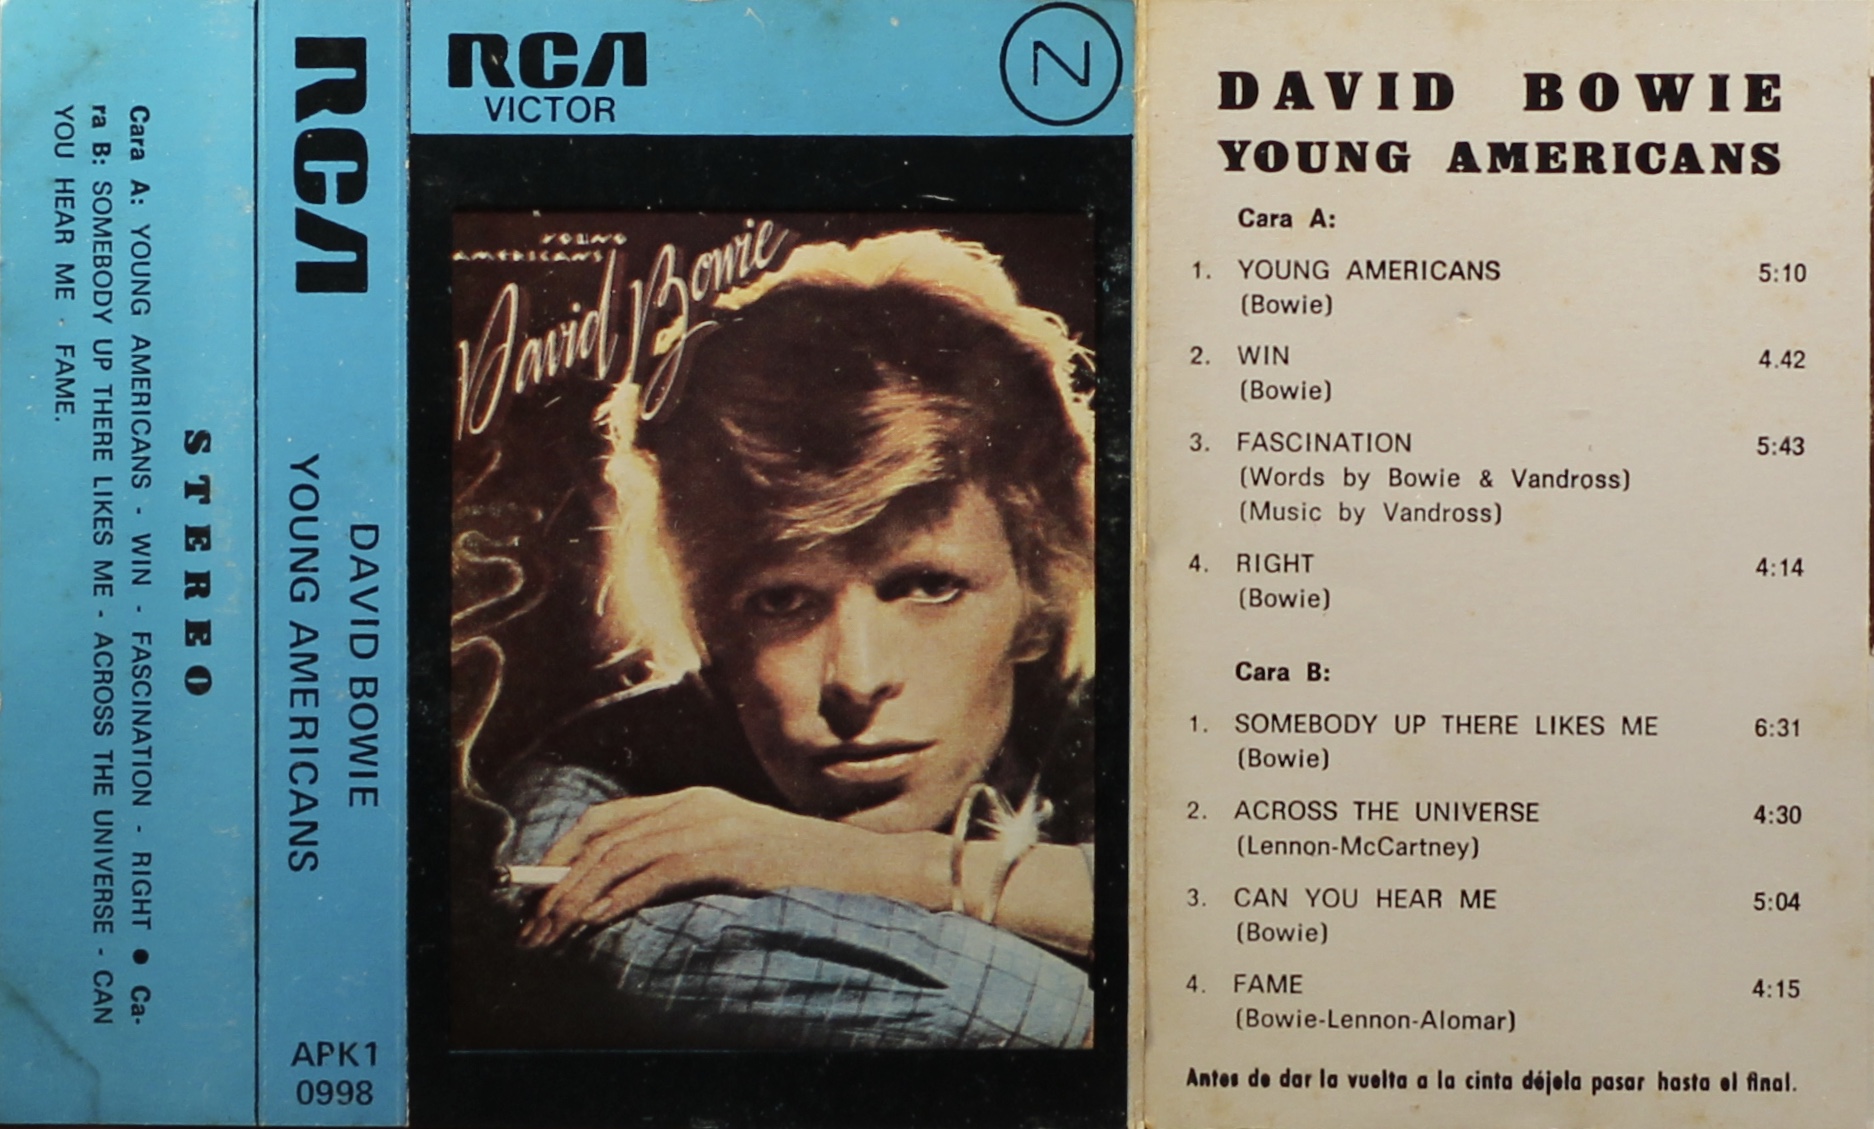 Cara A: YOUNG AMERICANS - WIN - FASCINATION - RIGHT ● Ca-
ra B: SOMEBODY UP THERE LIKES ME - ACROSS THE UNIVERSE - CAN
YOU HEAR ME - FAME.
STEREO
RCA
DAVID BOWIE
YOUNG AMERICANS
APK1
0998
RCA
VICTOR
Z
YOUNG
AMERICANS
David Bowie
DAVID BOWIE
YOUNG AMERICANS
Cara A:
1. YOUNG AMERICANS 5:10
(Bowie)
2. WIN 4.42
(Bowie)
3. FASCINATION 5:43
(Words by Bowie & Vandross)
(Music by Vandross)
4. RIGHT 4:14
(Bowie)
Cara B:
1. SOMEBODY UP THERE LIKES ME 6:31
(Bowie)
2. ACROSS THE UNIVERSE 4:30
(Lennon-McCartney)
3. CAN YOU HEAR ME 5:04
(Bowie)
4. FAME 4:15
(Bowie-Lennon-Alomar)
Antes de dar la vuelta a la cinta déjela pasar hasta el final.